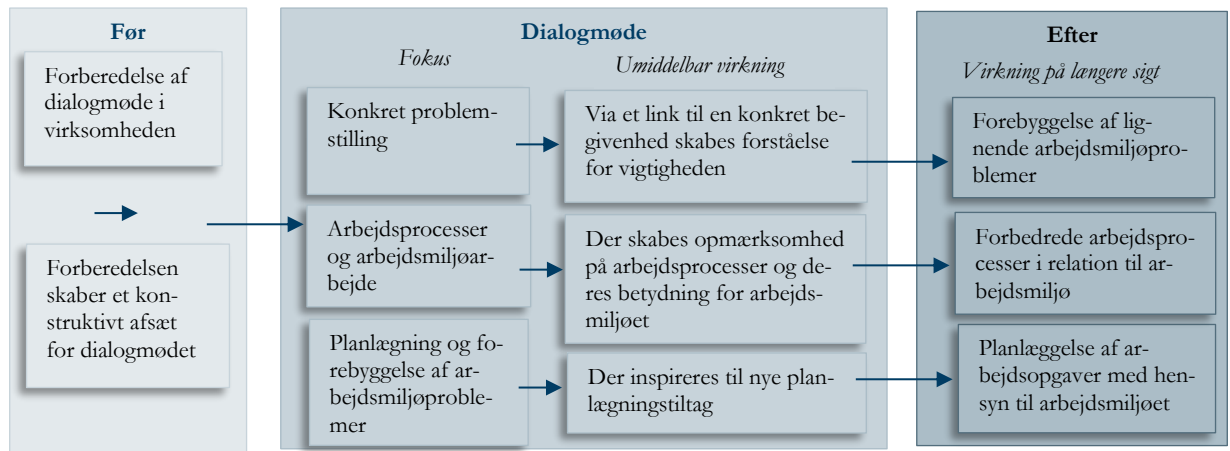 Før
Forberedelse af
dialogmøde i
virksomheden
Forberedelsen
skaber et kon-
struktivt afsæt
for dialogmødet
Dialogmøde
Fokus
Umiddelbar virkning
Konkret problem-
stilling
Via et link til en konkret be-
givenhed skabes forståelse
for vigtigheden
Arbejdsprocesser
og arbejdsmiljøar-
bejde
Der skabes opmærksomhed
på arbejdsprocesser og de-
res betydning for arbejds-
miljøet
Planlægning og fo-
rebyggelse af ar-
bejdsmiljøproble-
mer
Der inspireres til nye plan-
lægningstiltag
Efter
Virkning på længere sigt
Forebyggelse af lig-
nende arbejdsmiljøpro-
blemer
Forbedrede arbejdspro-
cesser i relation til ar-
bejdsmiljø
Planlæggelse af ar-
bejdsopgaver med hen-
syn til arbejdsmiljøet